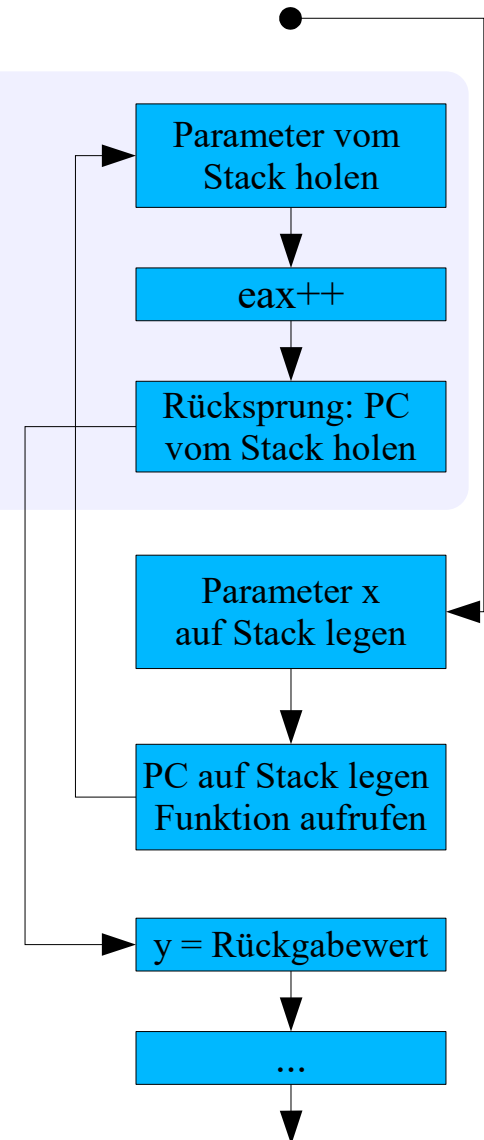 Parameter vom
Stack holen
eax++
Rücksprung: PC
vom Stack holen
Parameter x
auf Stack legen
PC auf Stack legen
Funktion aufrufen
y = Rückgabewert
...